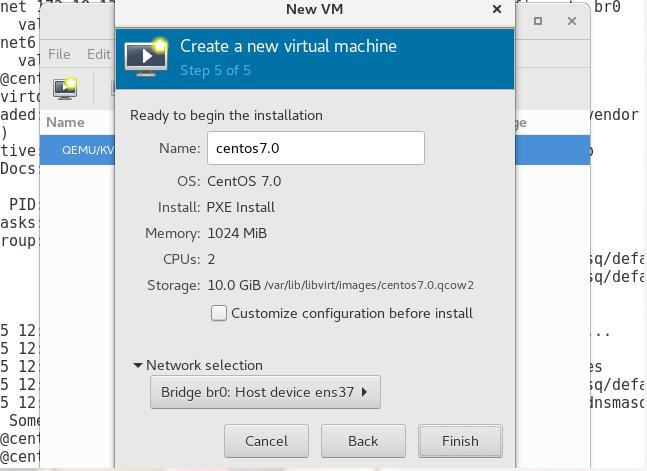 net 172.10.12
br0
New VM
val
net6
val
@cent
virto
aded:
vendor
)
tive:
Docs:
PID:
asks:
roup:
sq/defa
sq/defa
File Edit
Name
ge
QEMU/KV
Create a new virtual machine
Step 5 of 5
Ready to begin the installation
Name: centos7.0
OS: CentOS 7.0
Install: PXE Install
Memory: 1024 MiB
CPUs: 2
Storage: 10.0 GiB /var/lib/libvirt/images/centos7.0.qcow2
Customize configuration before install
Network selection
Bridge br0: Host device ens37
Cancel Back Finish
5 12:
...
5 12:
5 12:
es
5 12:
sq/defa
5 12:
dnsmasq
Some
@cent
@cent